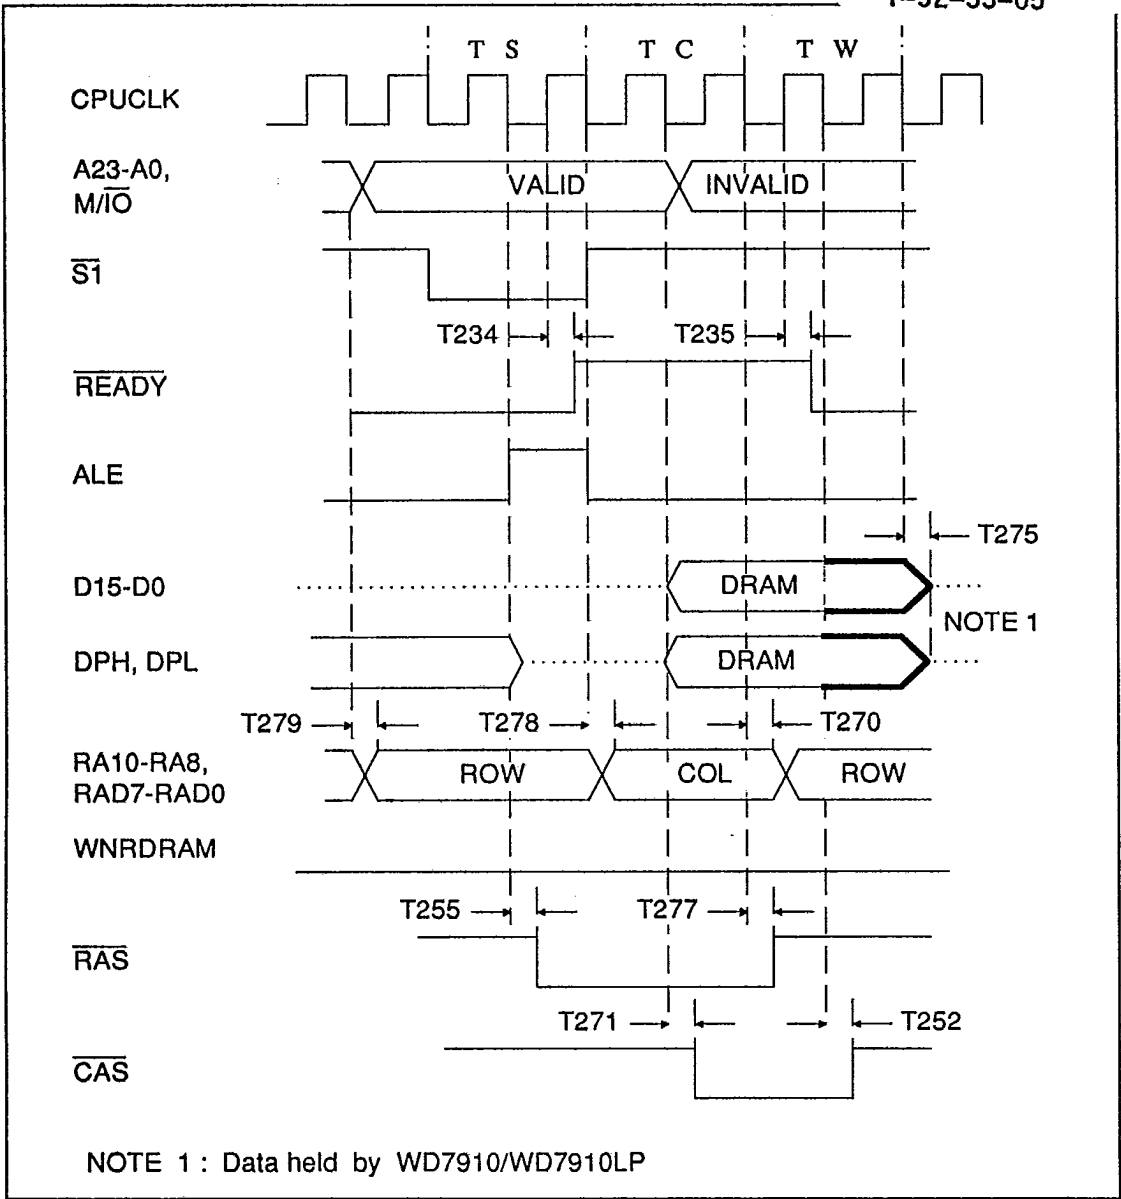 T S T C T W
CPUCLK
A23-A0,
M/IO
VALID INVALID
S1
T234 T235
READY
ALE
T275
D15-D0 DRAM
NOTE 1
DPH, DPL DRAM
T279 T278 T270
RA10-RA8,
RAD7-RAD0
ROW COL ROW
WNRDRAM
T255 T277
RAS
T271 T252
CAS
NOTE 1 : Data held by WD7910/WD7910LP